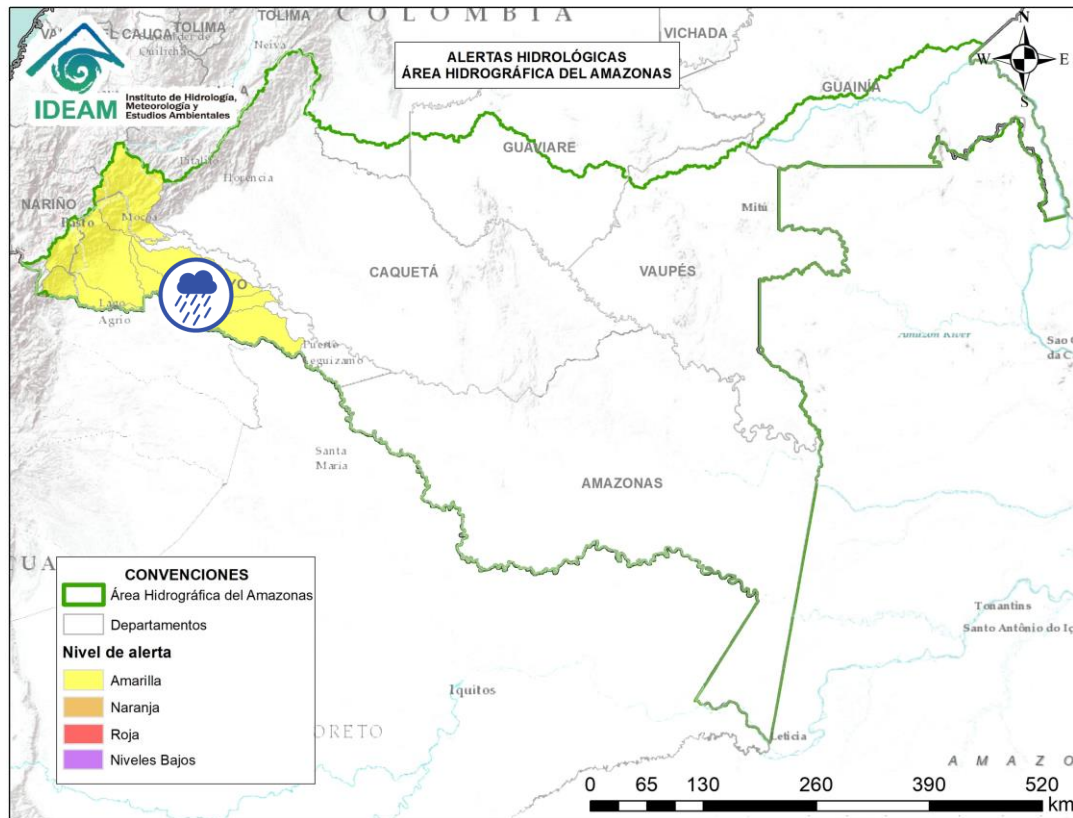 COLOMBIA
TOLIMA
TOLIMA
Neiva
VICHADA
ALERTAS HIDROLÓGICAS
ÁREA HIDROGRÁFICA DEL AMAZONAS
N
W
E
S
IDEAM
Instituto de Hidrología,
Meteorología y
Estudios Ambientales
GUAINÍA
GUAVIARE
Florencia
NARIÑO
Pasto
Mocoa
Mitú
CAQUETÁ
VAUPÉS
YO
Lago
Agrio
Amazon River
Puerto
Santa
Maria
AMAZONAS
CONVENCIONES
Área Hidrográfica del Amazonas
Departamentos
Nivel de alerta
Amarilla
Naranja
Roja
Niveles Bajos
Tonantins
Santo Antônio do Iç
Iquitos
ORETO
Leticia
AMAZO
0 65 130 260 390 520
km